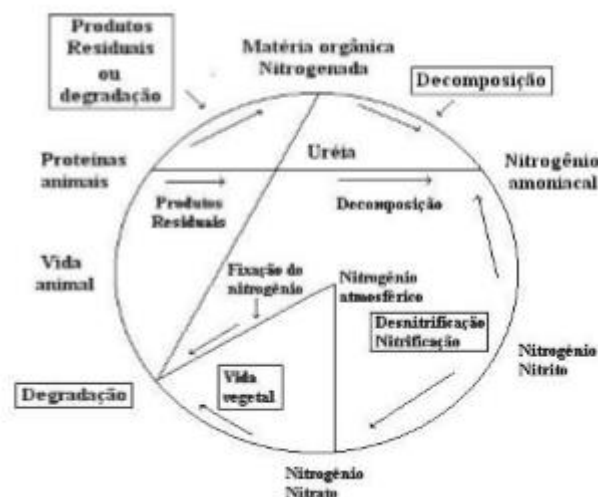 Produtos
Residuais
ou
degradação
Matéria orgânica
Nitrogenada
Decomposição
Proteínas
animais
Uréia
Nitrogênio
amoniacal
Produtos
Residuais
Decomposição
Vida
animal
Fixação do
nitrogênio
Nitrogênio
atmosférico
Desnitrificação
Nitrificação
Nitrogênio
Nitrito
Degradação
Vida
vegetal
Nitrogênio
Nitrato